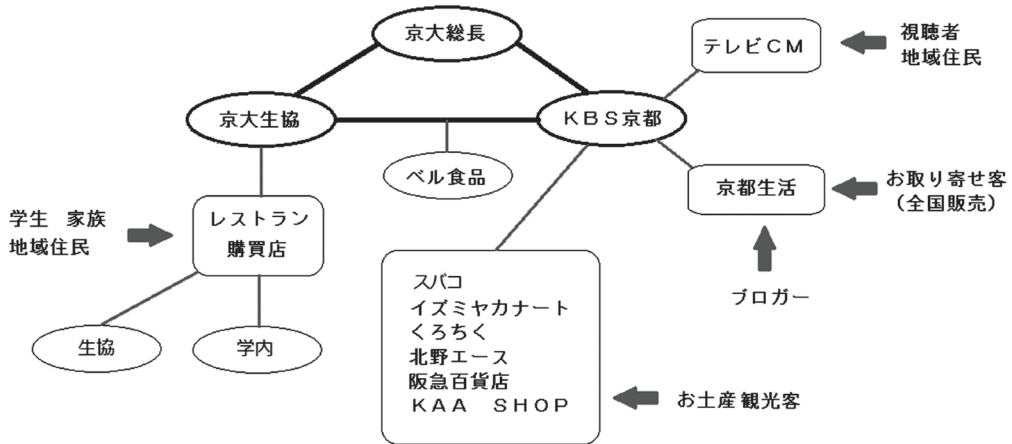 京大総長
テレビCM
視聴者
地域住民
京大生協
KBS京都
ベル食品
京都生活
お取り寄せ客
(全国販売)
学生 家族
地域住民
レストラン
購買店
ブロガー
生協
学内
スバコ
イズミヤカナート
くろちく
北野エース
阪急百貨店
KAA SHOP
お土産 観光客